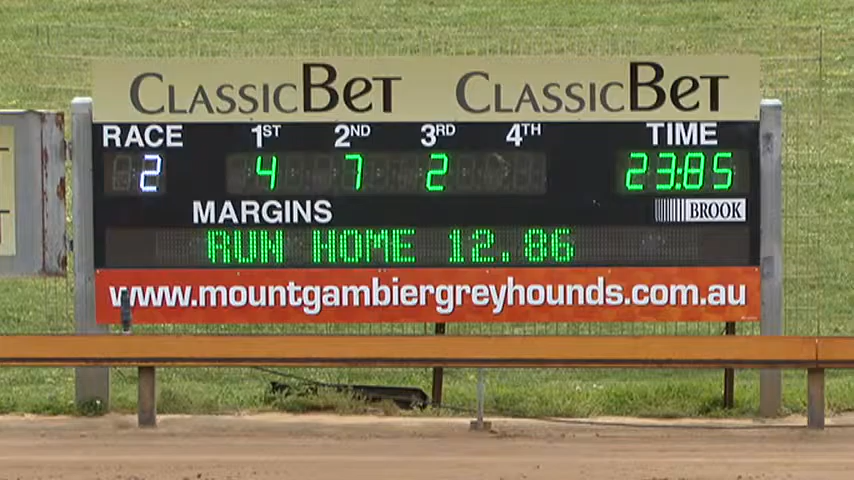 CLASSICBET CLASSICBET
RACE 1ST 2ND 3RD 4TH TIME
2 4 7 2 23:85
MARGINS BROOK
RUN HOME 12.86
www.mountgambiergreyhounds.com.au